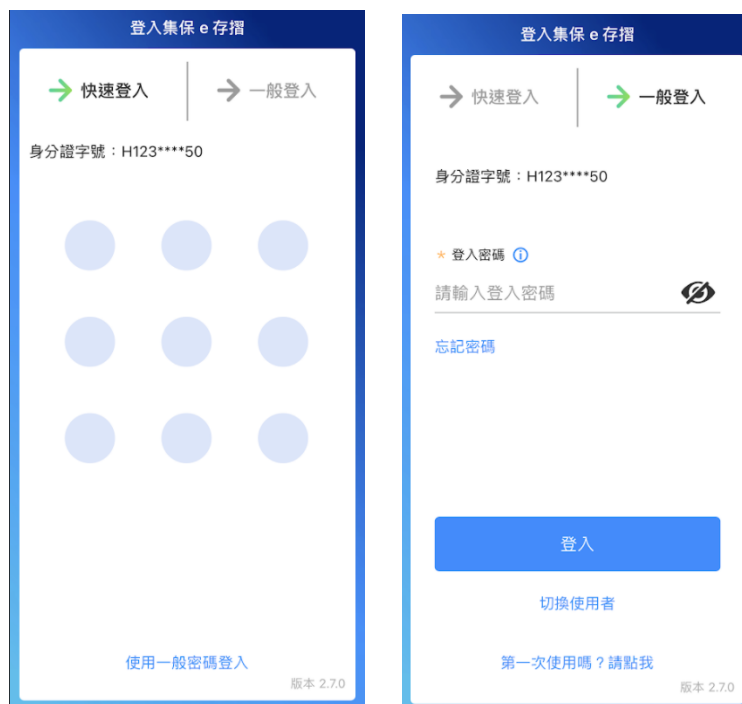 登入集保 e 存摺
快速登入
一般登入
身分證字號：H123****50
使用一般密碼登入
版本 2.7.0
登入集保 e 存摺
快速登入
一般登入
身分證字號：H123****50
* 登入密碼
請輸入登入密碼
忘記密碼
登入
切換使用者
第一次使用嗎？請點我
版本 2.7.0